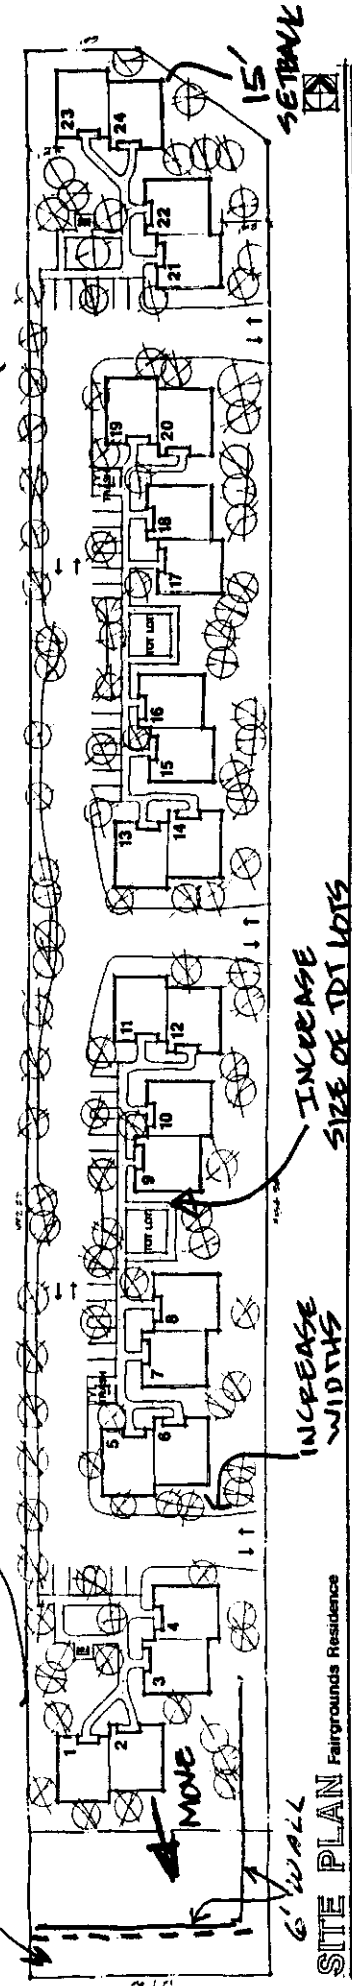 23
24
22
21
15'
SETBACK
19
20
TRASH
18
17
TOT LOT
16
15
13
14
11
12
10
9
TOT LOT
8
7
TRASH
5
6
INCREASE
SIZE OF TOT LOTS
INCREASE
WIDTHS
4
3
1
2
MOVE
6' WALL
SITE PLAN Fairgrounds Residence